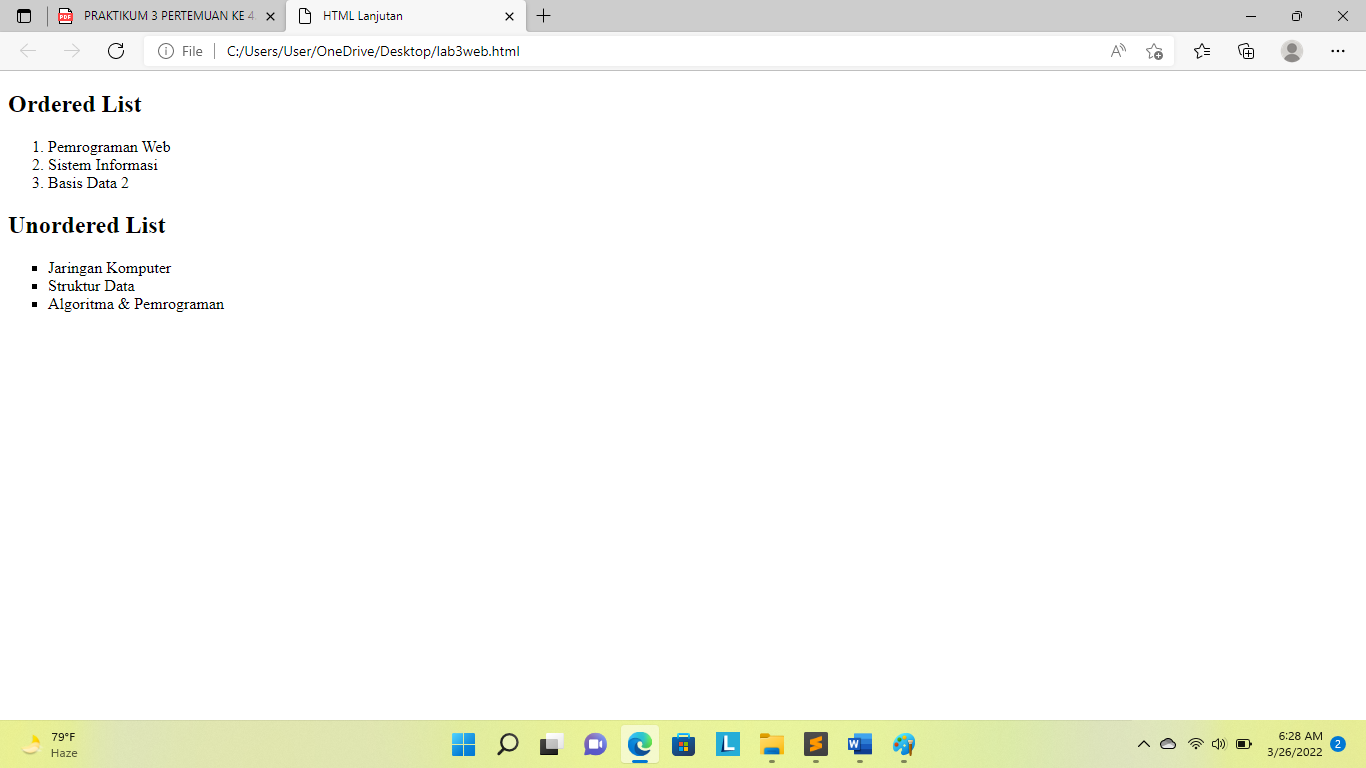 PRAKTIKUM 3 PERTEMUAN KE 4
HTML Lanjutan
File
C:/Users/User/OneDrive/Desktop/lab3web.html
Ordered List
1. Pemrograman Web
2. Sistem Informasi
3. Basis Data 2
Unordered List
▪ Jaringan Komputer
▪ Struktur Data
▪ Algoritma & Pemrograman
79°F
Haze
6:28 AM
3/26/2022
2